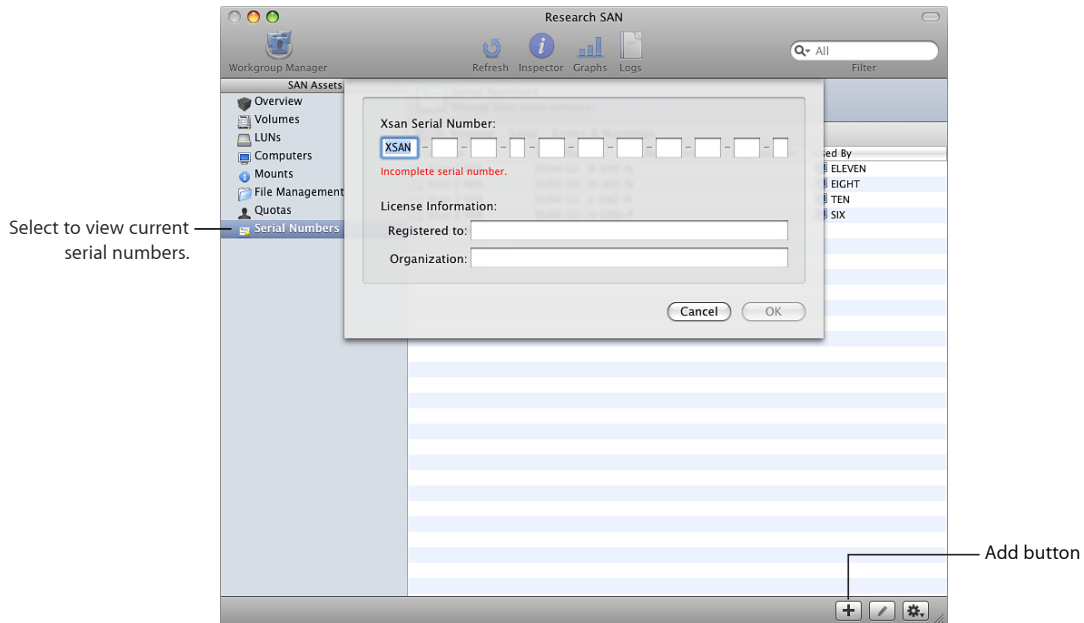 Research SAN
Workgroup Manager
Refresh Inspector Graphs Logs
All
Filter
SAN Assets
Overview
Volumes
LUNs
Computers
Mounts
File Management
Quotas
Serial Numbers
Select to view current
serial numbers.
Xsan Serial Number:
XSAN - - - - - - - - - -
Incomplete serial number.
License Information:
Registered to:
Organization:
Cancel OK
sed By
ELEVEN
EIGHT
TEN
SIX
Add button